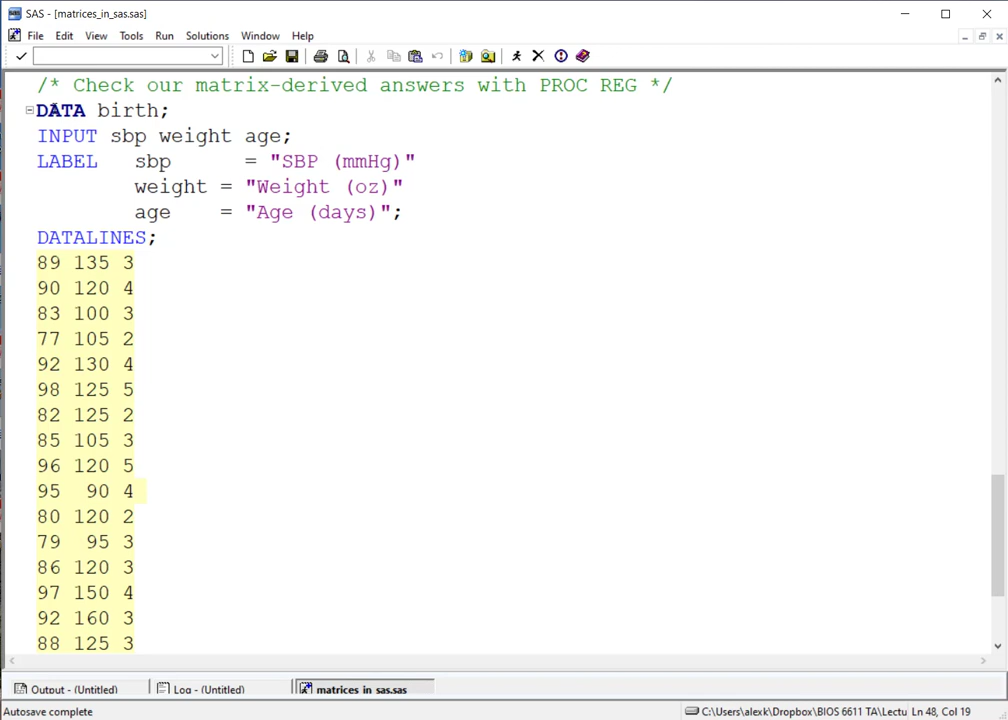 SAS - [matrices_in_sas.sas]
File Edit View Tools Run Solutions Window Help
/* Check our matrix-derived answers with PROC REG */
DATA birth;
INPUT sbp weight age;
LABEL sbp = "SBP (mmHg)"
weight = "Weight (oz)"
age = "Age (days)";
DATALINES;
89 135 3
90 120 4
83 100 3
77 105 2
92 130 4
98 125 5
82 125 2
85 105 3
96 120 5
95 90 4
80 120 2
79 95 3
86 120 3
97 150 4
92 160 3
88 125 3
Output - (Untitled) Log - (Untitled) matrices in sas.sas
Autosave complete C:\Users\alexk\Dropbox\BIOS 6611 TA\Lectu Ln 48, Col 19